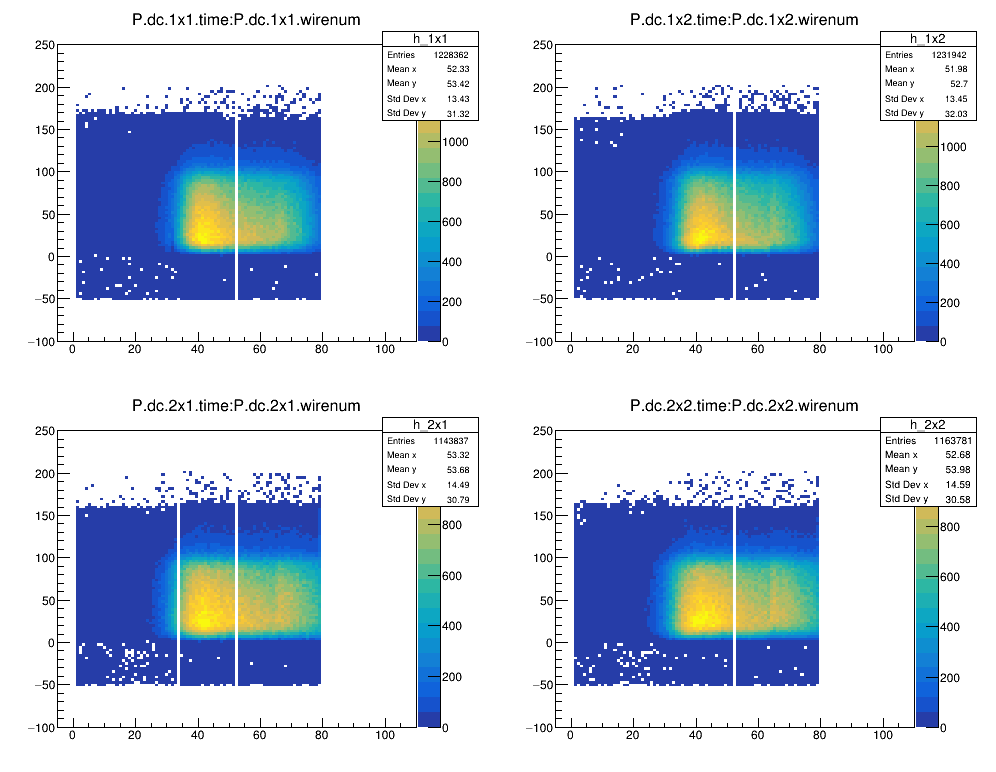 P.dc.1x1.time:P.dc.1x1.wirenum
h_1x1
Entries 1228362
Mean x 52.33
Mean y 53.42
Std Dev x 13.43
Std Dev y 31.32
250
200
150
100
50
0
−50
−100
0 20 40 60 80 100
1000
800
600
400
200
0
P.dc.1x2.time:P.dc.1x2.wirenum
h_1x2
Entries 1231942
Mean x 51.98
Mean y 52.7
Std Dev x 13.45
Std Dev y 32.03
250
200
150
100
50
0
−50
−100
0 20 40 60 80 100
1000
800
600
400
200
0
P.dc.2x1.time:P.dc.2x1.wirenum
h_2x1
Entries 1143837
Mean x 53.32
Mean y 53.68
Std Dev x 14.49
Std Dev y 30.79
250
200
150
100
50
0
−50
−100
0 20 40 60 80 100
800
600
400
200
0
P.dc.2x2.time:P.dc.2x2.wirenum
h_2x2
Entries 1163781
Mean x 52.68
Mean y 53.98
Std Dev x 14.59
Std Dev y 30.58
250
200
150
100
50
0
−50
−100
0 20 40 60 80 100
800
600
400
200
0